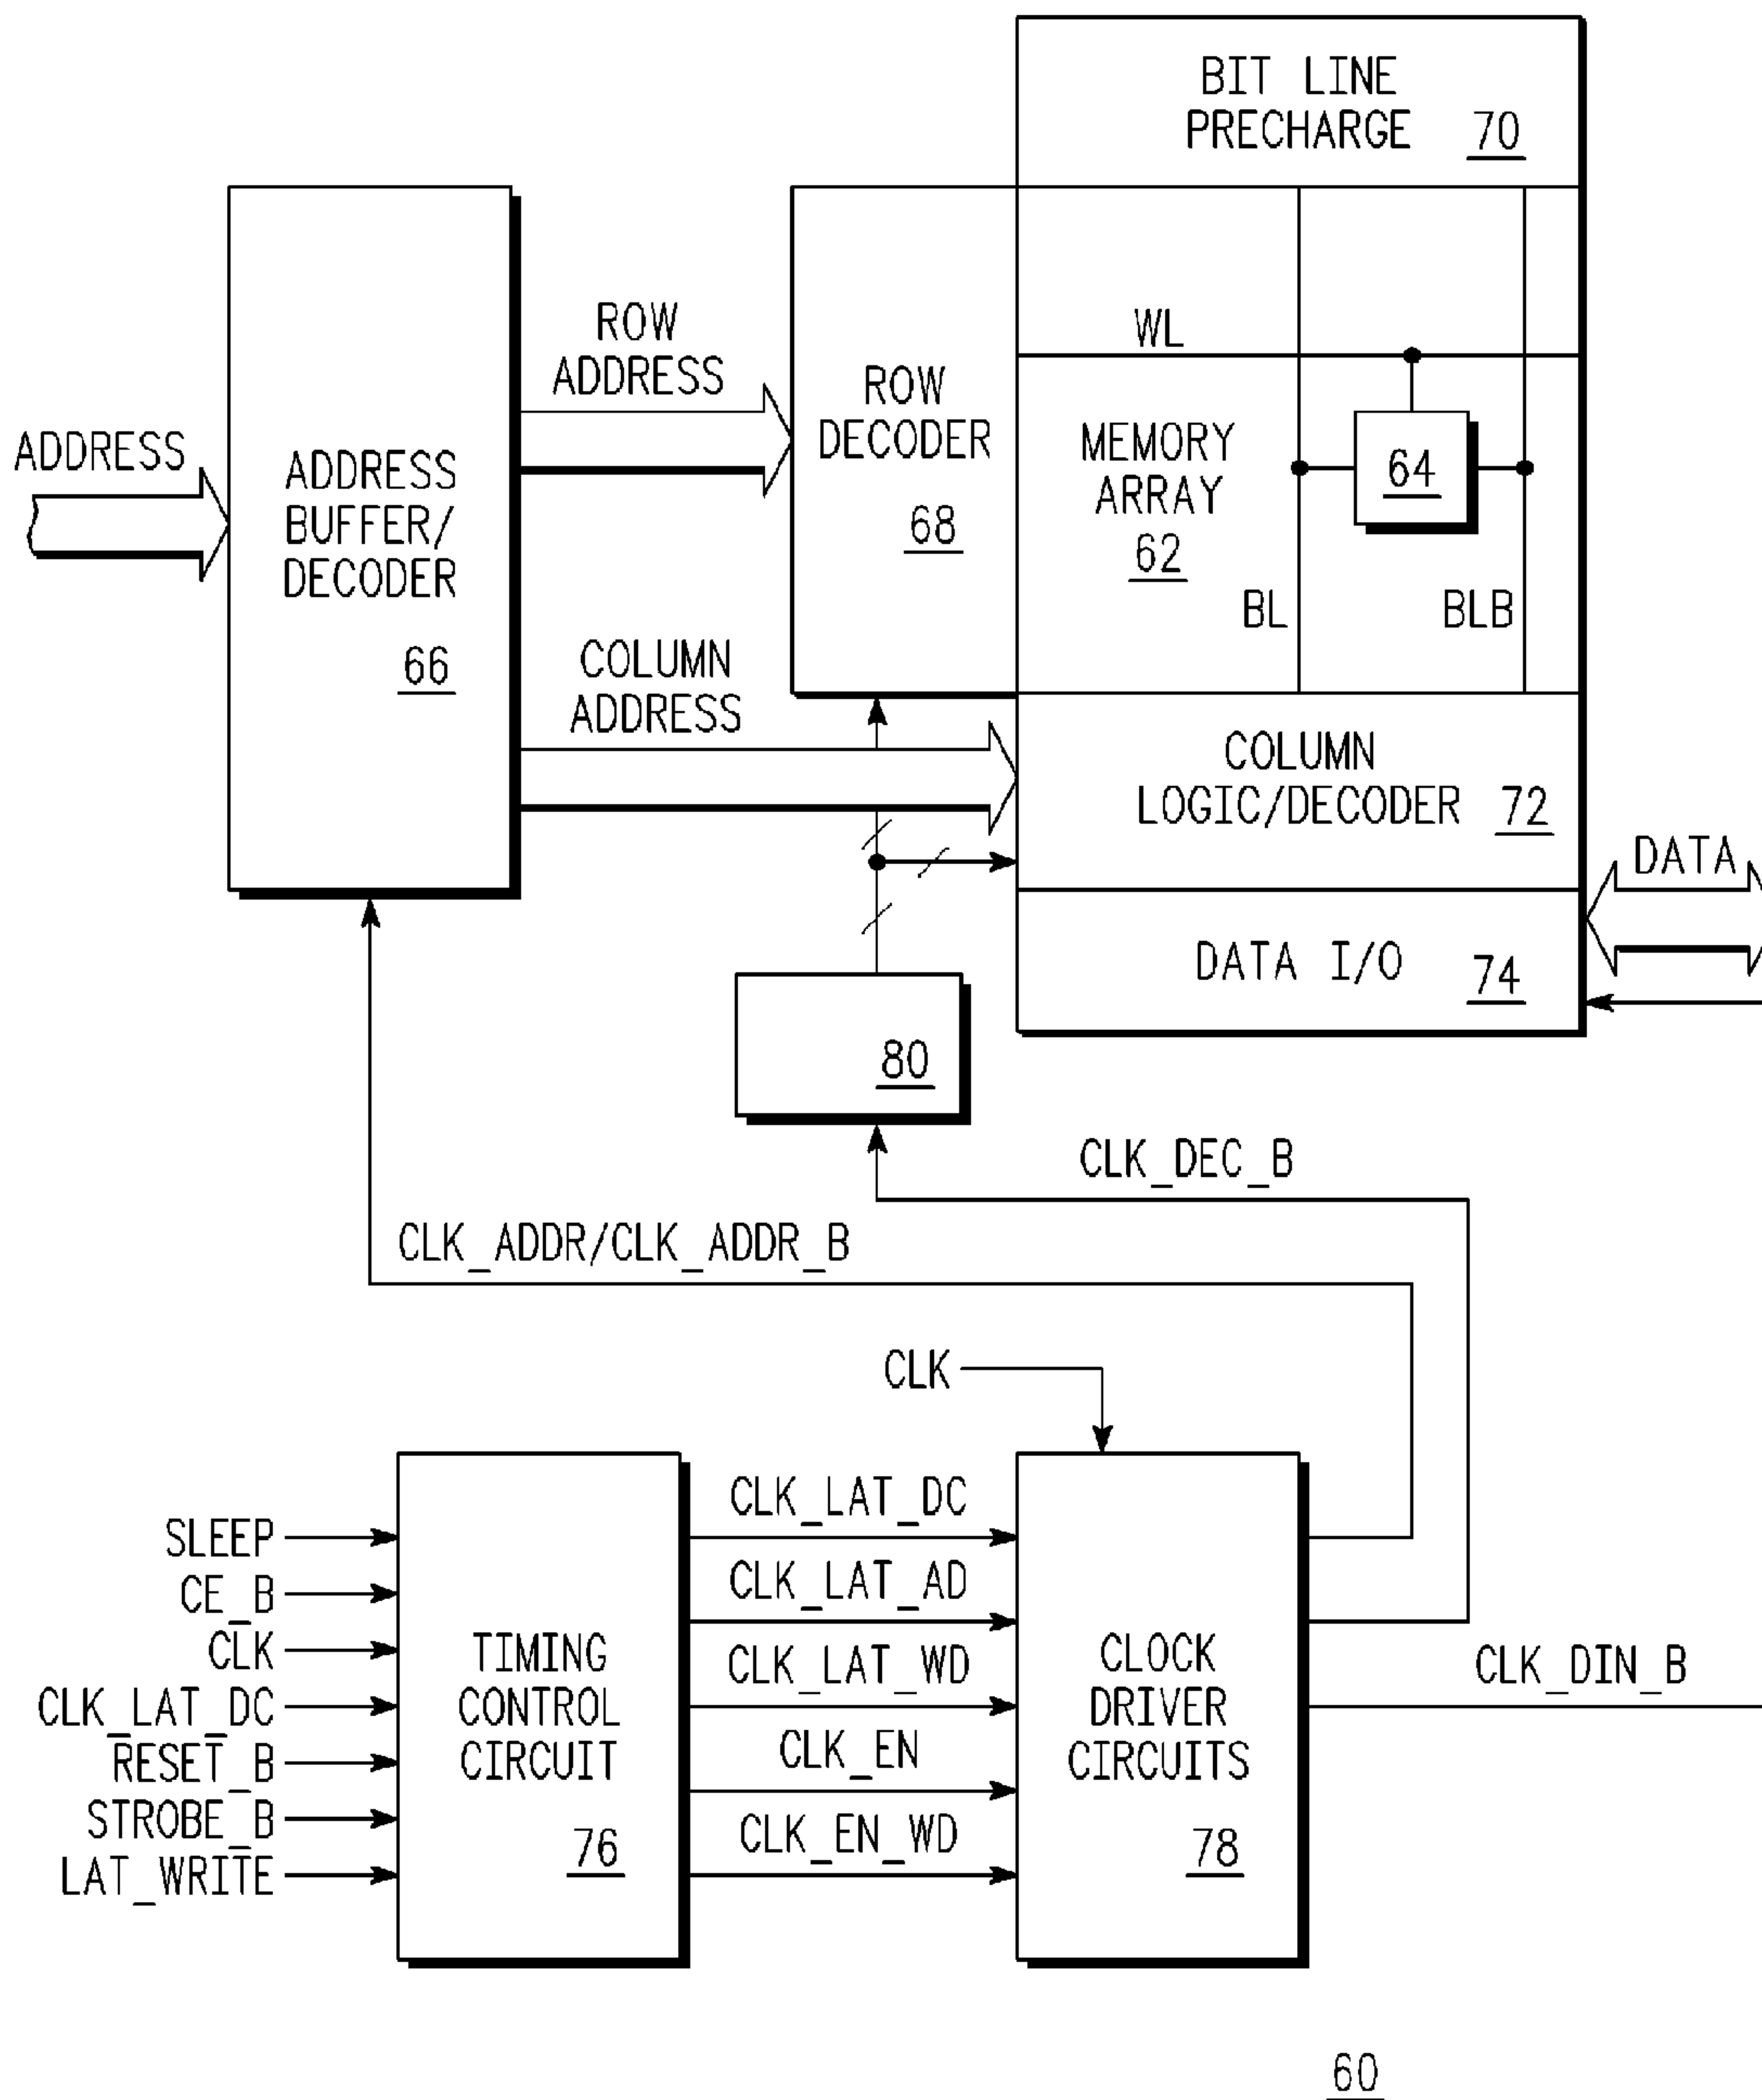 BIT LINE
PRECHARGE 70
ADDRESS
ADDRESS
BUFFER/
DECODER
66
ROW
ADDRESS
COLUMN
ADDRESS
ROW
DECODER
68
WL
MEMORY
ARRAY
62
64
BL
BLB
COLUMN
LOGIC/DECODER 72
DATA
DATA I/O 74
80
CLK_DEC_B
CLK_ADDR/CLK_ADDR_B
CLK
SLEEP
CE_B
CLK
CLK_LAT_DC
RESET_B
STROBE_B
LAT_WRITE
TIMING
CONTROL
CIRCUIT
76
CLK_LAT_DC
CLK_LAT_AD
CLK_LAT_WD
CLK_EN
CLK_EN_WD
CLOCK
DRIVER
CIRCUITS
78
CLK_DIN_B
60